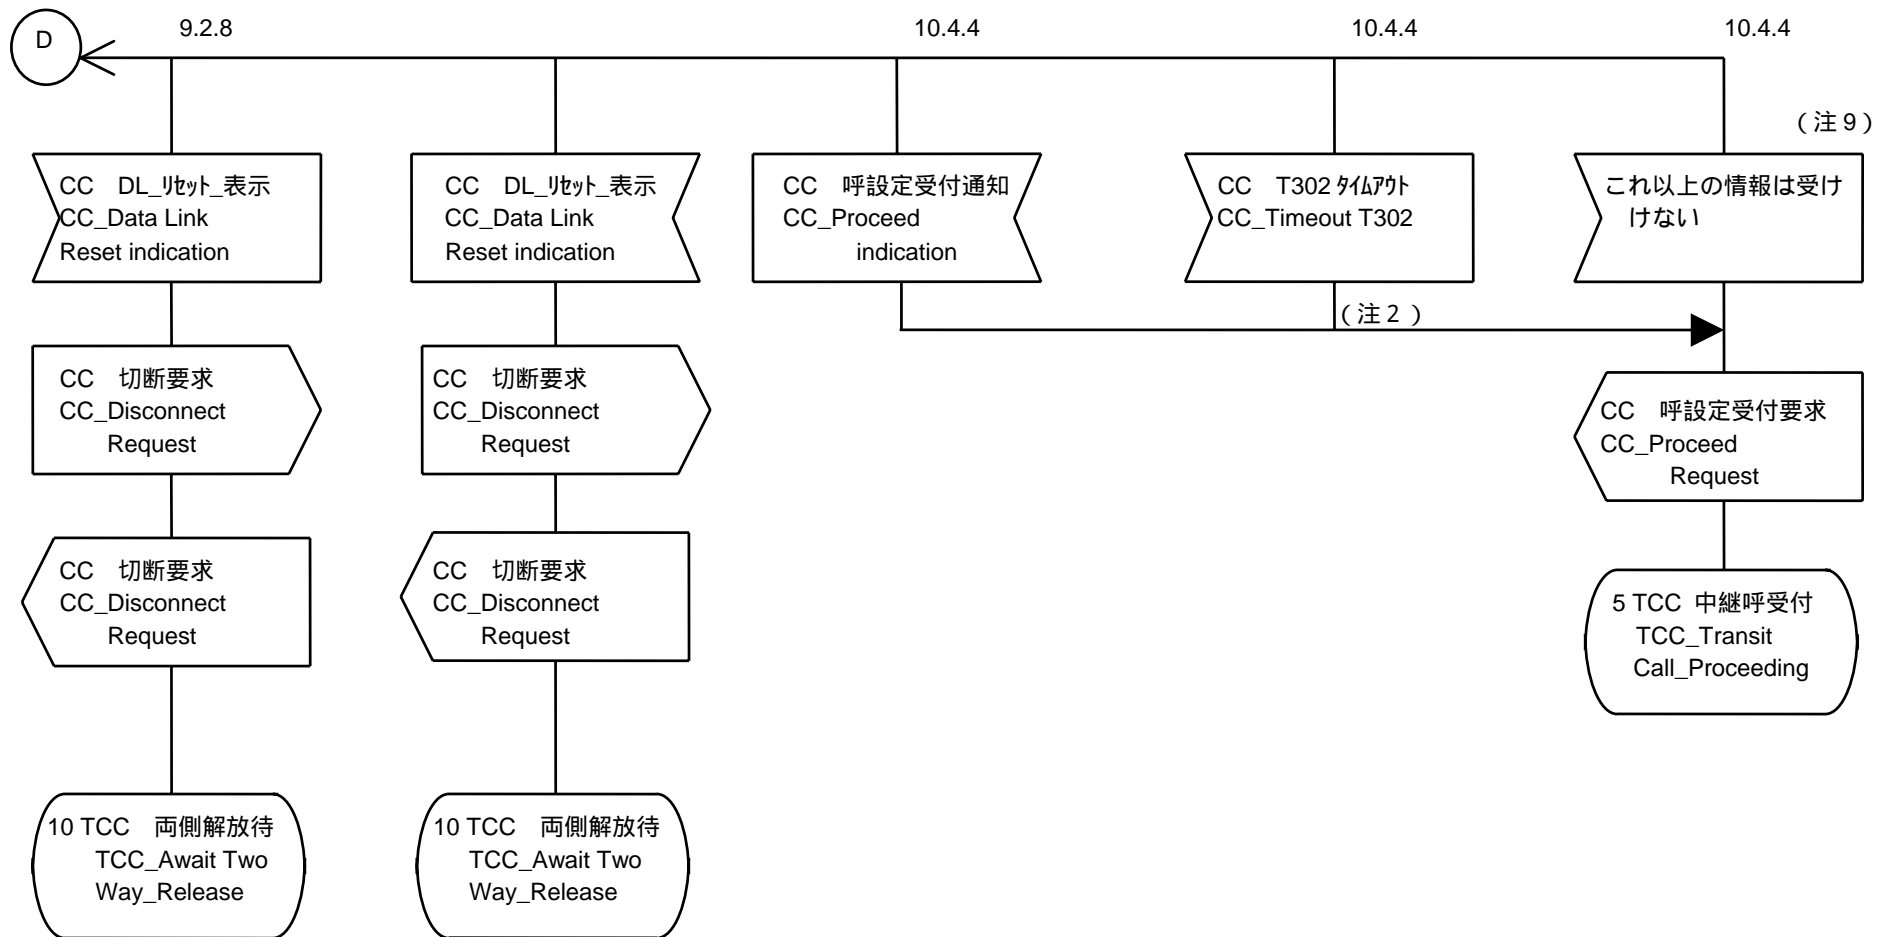 D
9.2.8
10.4.4
10.4.4
10.4.4
（注９）
CC　DL_ﾘｾｯﾄ_表示
CC_Data Link
Reset indication
CC　DL_ﾘｾｯﾄ_表示
CC_Data Link
Reset indication
CC　呼設定受付通知
CC_Proceed
indication
CC　T302 ﾀｲﾑｱｳﾄ
CC_Timeout T302
これ以上の情報は受け
けない
（注２）
CC　切断要求
CC_Disconnect
Request
CC　切断要求
CC_Disconnect
Request
CC　呼設定受付要求
CC_Proceed
Request
CC　切断要求
CC_Disconnect
Request
CC　切断要求
CC_Disconnect
Request
5 TCC 中継呼受付
TCC_Transit
Call_Proceeding
10 TCC　両側解放待
TCC_Await Two
Way_Release
10 TCC　両側解放待
TCC_Await Two
Way_Release